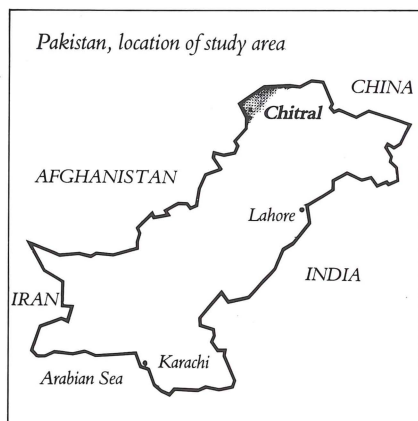 Pakistan, location of study area
CHINA
Chitral
AFGHANISTAN
Lahore
INDIA
IRAN
Karachi
Arabian Sea